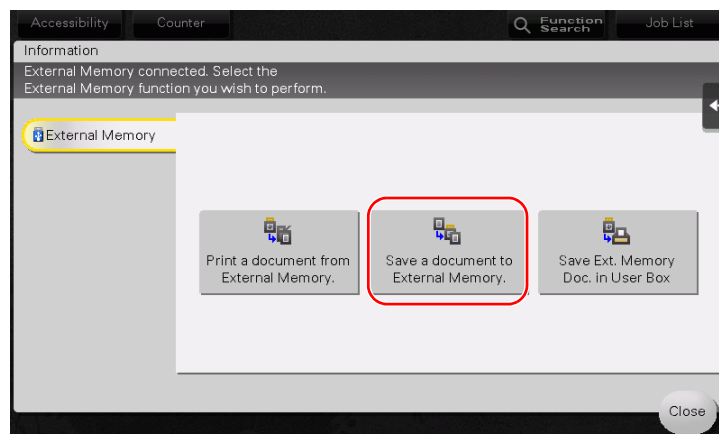 Accessibility
Counter
Function
Search
Job List
Information
External Memory connected. Select the
External Memory function you wish to perform.
External Memory
Print a document from
External Memory.
Save a document to
External Memory.
Save Ext. Memory
Doc. in User Box
Close